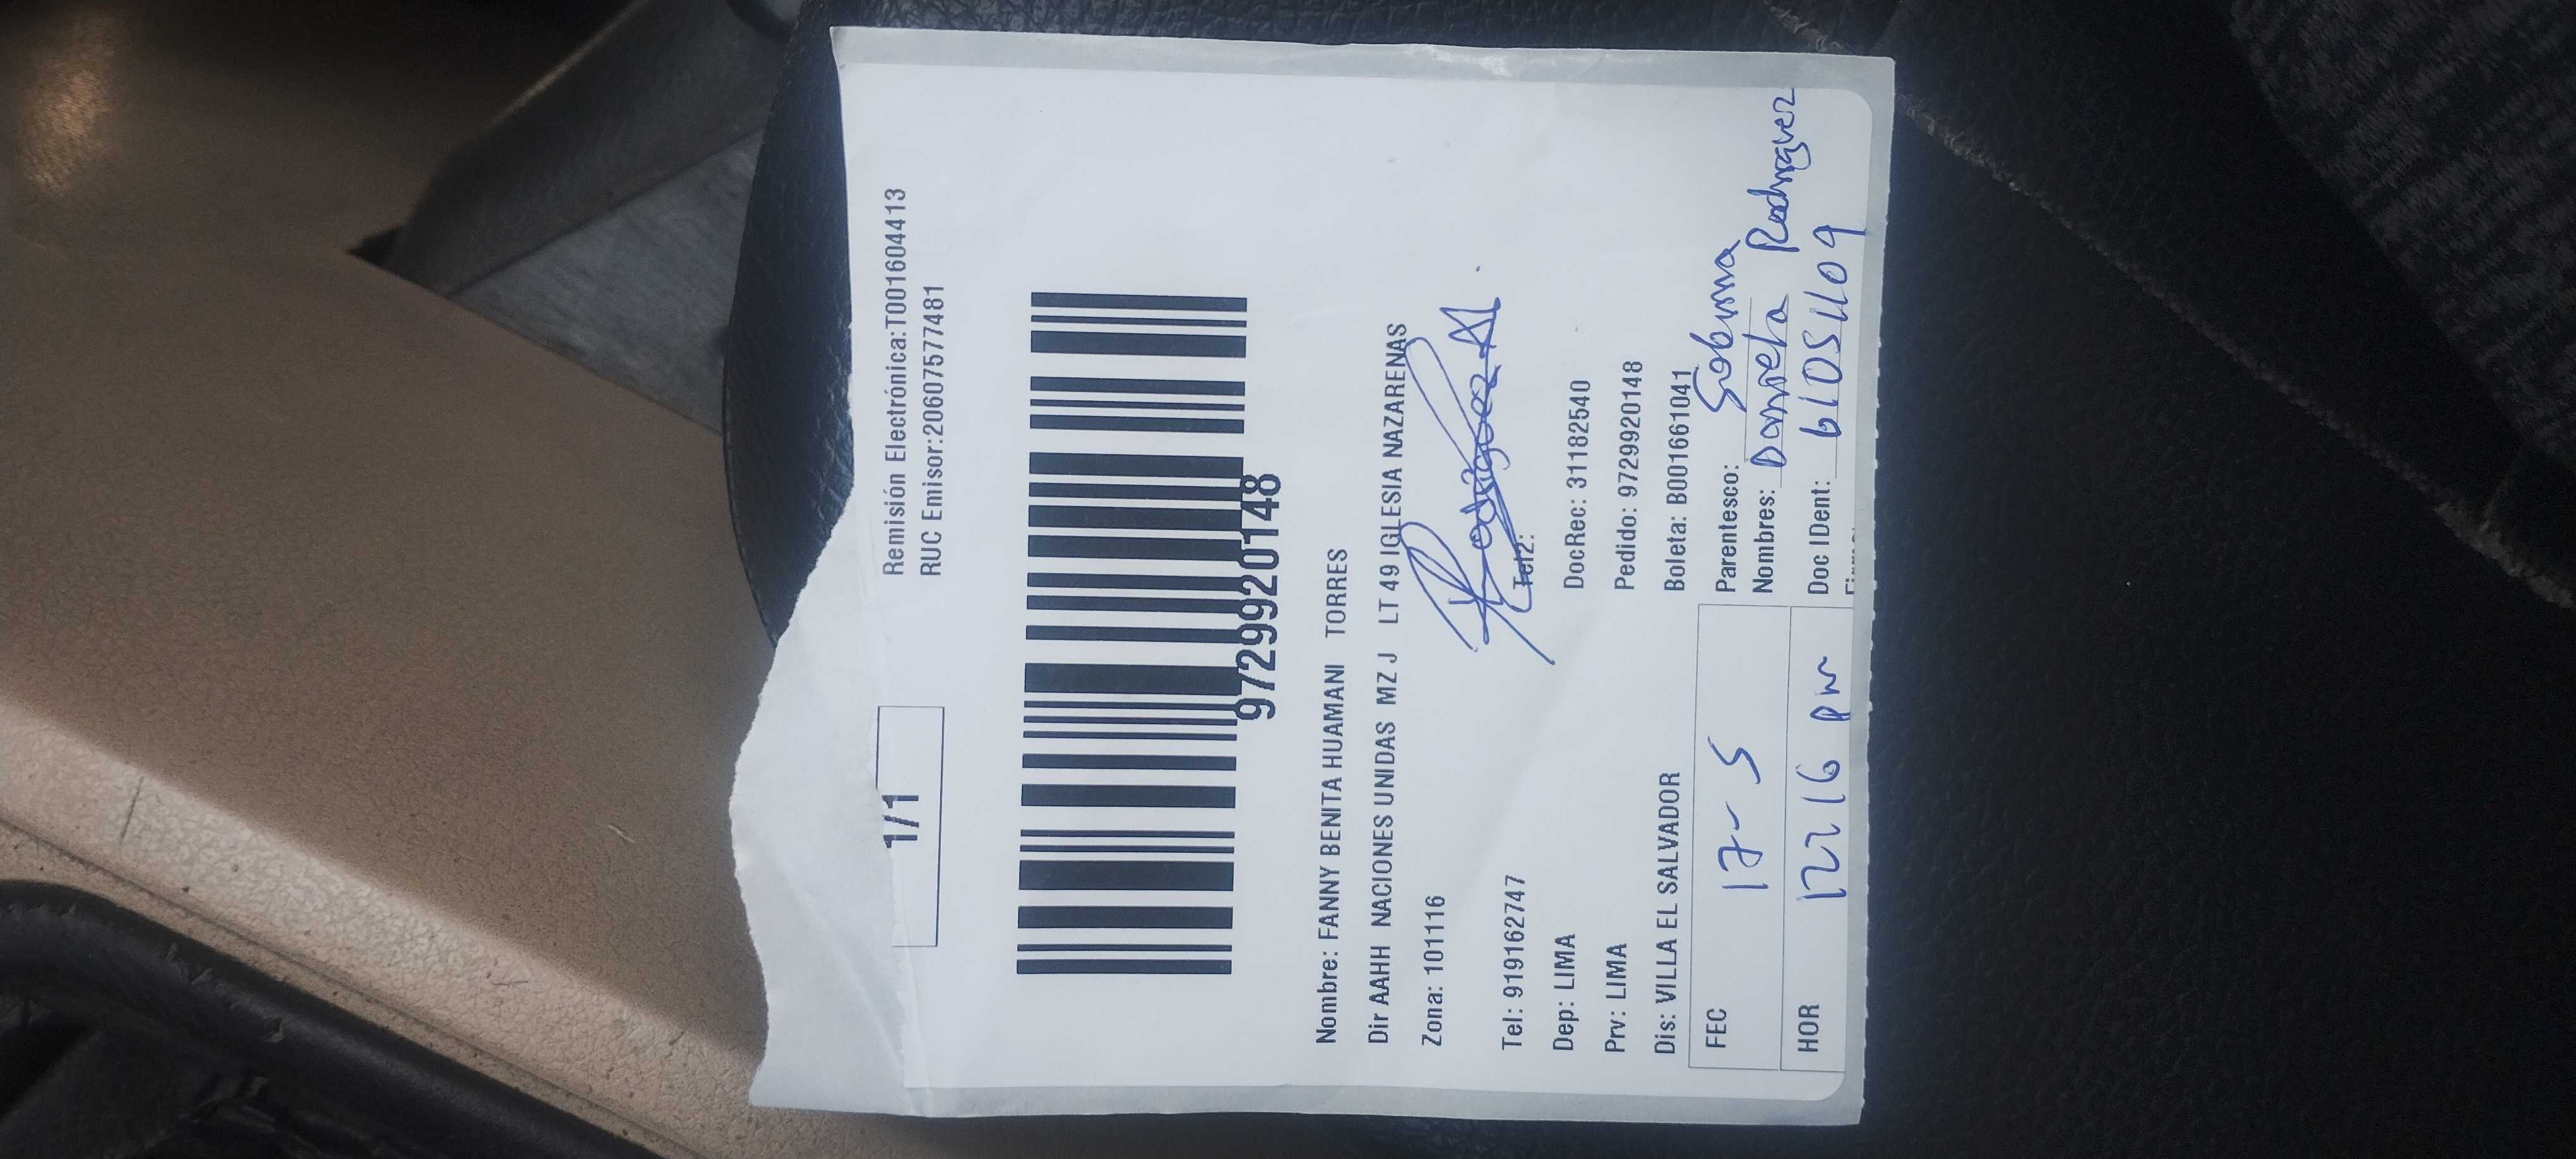 Remisión Electrónica:T001604413
1/1
RUC Emisor:20607577481
9729920148
Nombre: FANNY BENITA HUAMANI TORRES
Dir AAHH NACIONES UNIDAS MZ J LT 49 IGLESIA NAZARENAS
Zona: 101116
Rodriguez
Tel: 919162747 Tel2:
Dep: LIMA DocRec: 31182540
Prv: LIMA Pedido: 9729920148
Dis: VILLA EL SALVADOR Boleta: B001661041
FEC 17-5 Parentesco: Sobrina
Nombres: Daniela Rodriguez
HOR 12 16 pm Doc IDent: 61051109